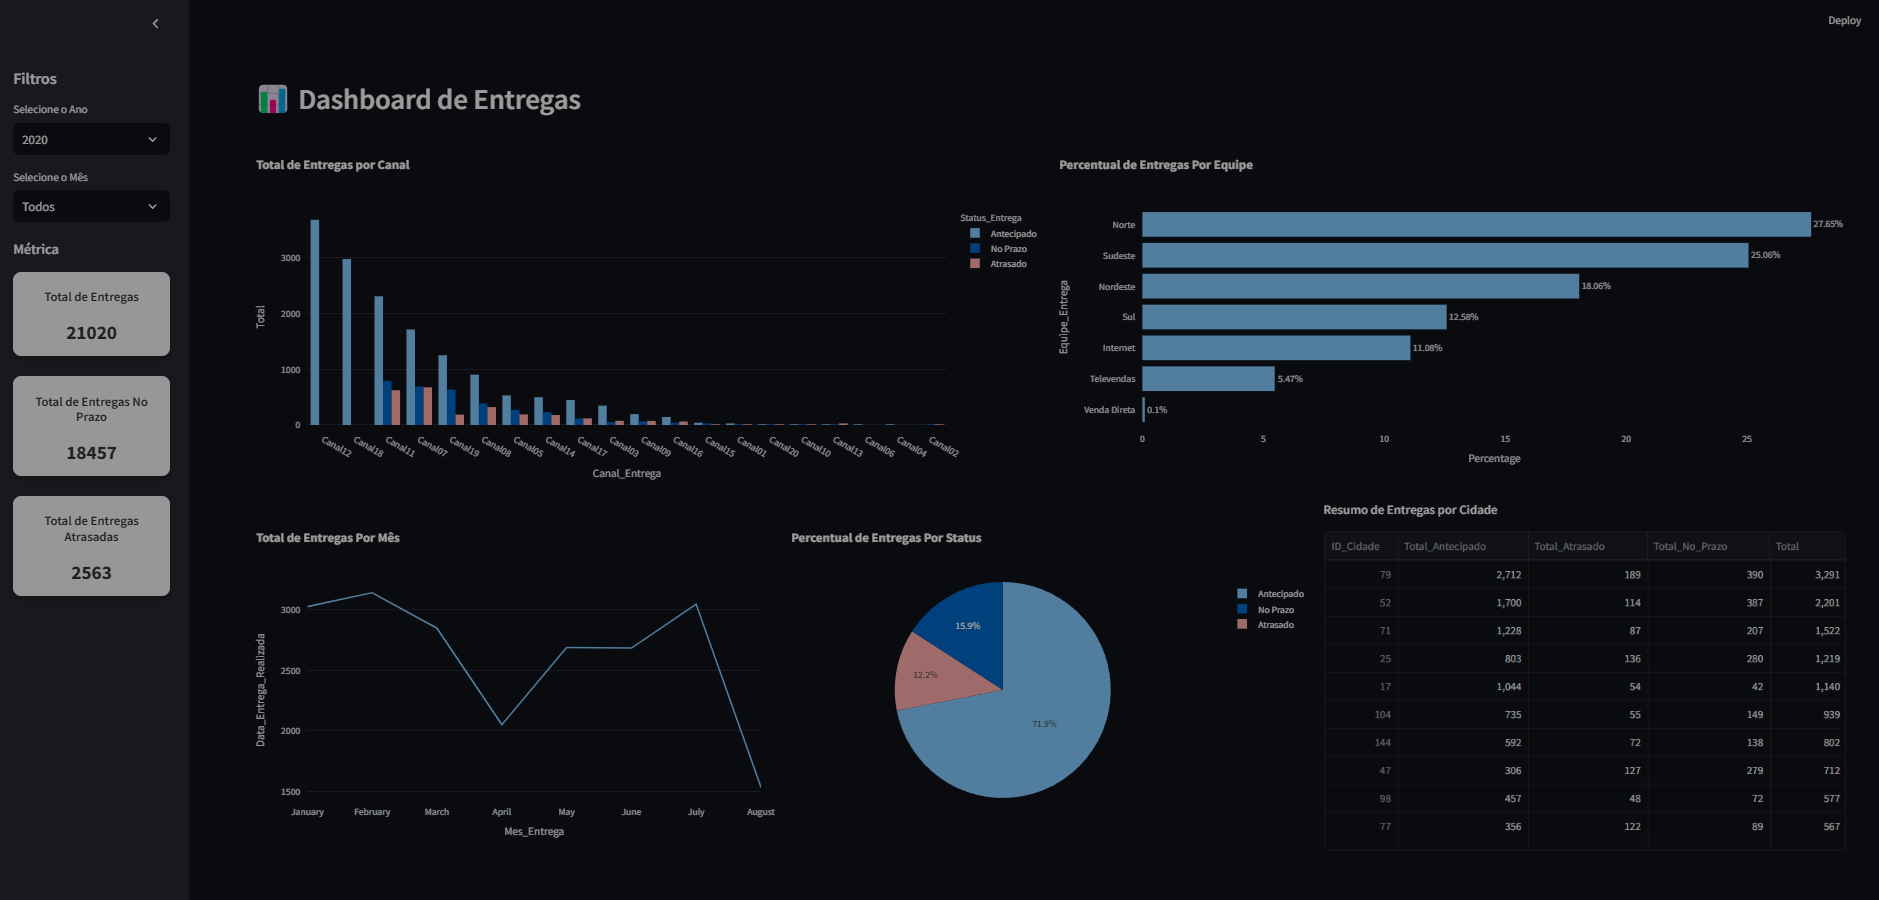 Deploy
Filtros
Selecione o Ano
2020
Selecione o Mês
Todos
Métrica
Total de Entregas
21020
Total de Entregas No
Prazo
18457
Total de Entregas
Atrasadas
2563
Dashboard de Entregas
Total de Entregas por Canal
Total
3000
2000
1000
0
Canal12
Canal18
Canal11
Canal07
Canal19
Canal08
Canal05
Canal14
Canal17
Canal03
Canal09
Canal16
Canal15
Canal01
Canal20
Canal10
Canal13
Canal06
Canal04
Canal02
Canal_Entrega
Status_Entrega
Antecipado
No Prazo
Atrasado
Percentual de Entregas Por Equipe
Equipe_Entrega
Norte 27.65%
Sudeste 25.06%
Nordeste 18.06%
Sul 12.58%
Internet 11.08%
Televendas 5.47%
Venda Direta 0.1%
0 5 10 15 20 25
Percentage
Total de Entregas Por Mês
Data_Entrega_Realizada
3000
2500
2000
1500
January February March April May June July August
Mes_Entrega
Percentual de Entregas Por Status
15.9%
12.2%
71.9%
Antecipado
No Prazo
Atrasado
Resumo de Entregas por Cidade
ID_Cidade Total_Antecipado Total_Atrasado Total_No_Prazo Total
79 2,712 189 390 3,291
52 1,700 114 387 2,201
71 1,228 87 207 1,522
25 803 136 280 1,219
17 1,044 54 42 1,140
104 735 55 149 939
144 592 72 138 802
47 306 127 279 712
98 457 48 72 577
77 356 122 89 567